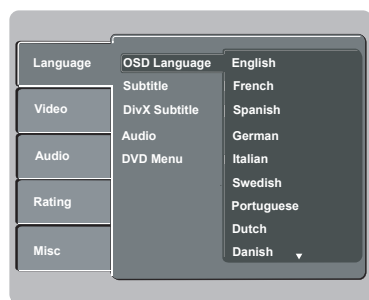 Language
Video
Audio
Rating
Misc
OSD Language
Subtitle
DivX Subtitle
Audio
DVD Menu
English
French
Spanish
German
Italian
Swedish
Portuguese
Dutch
Danish